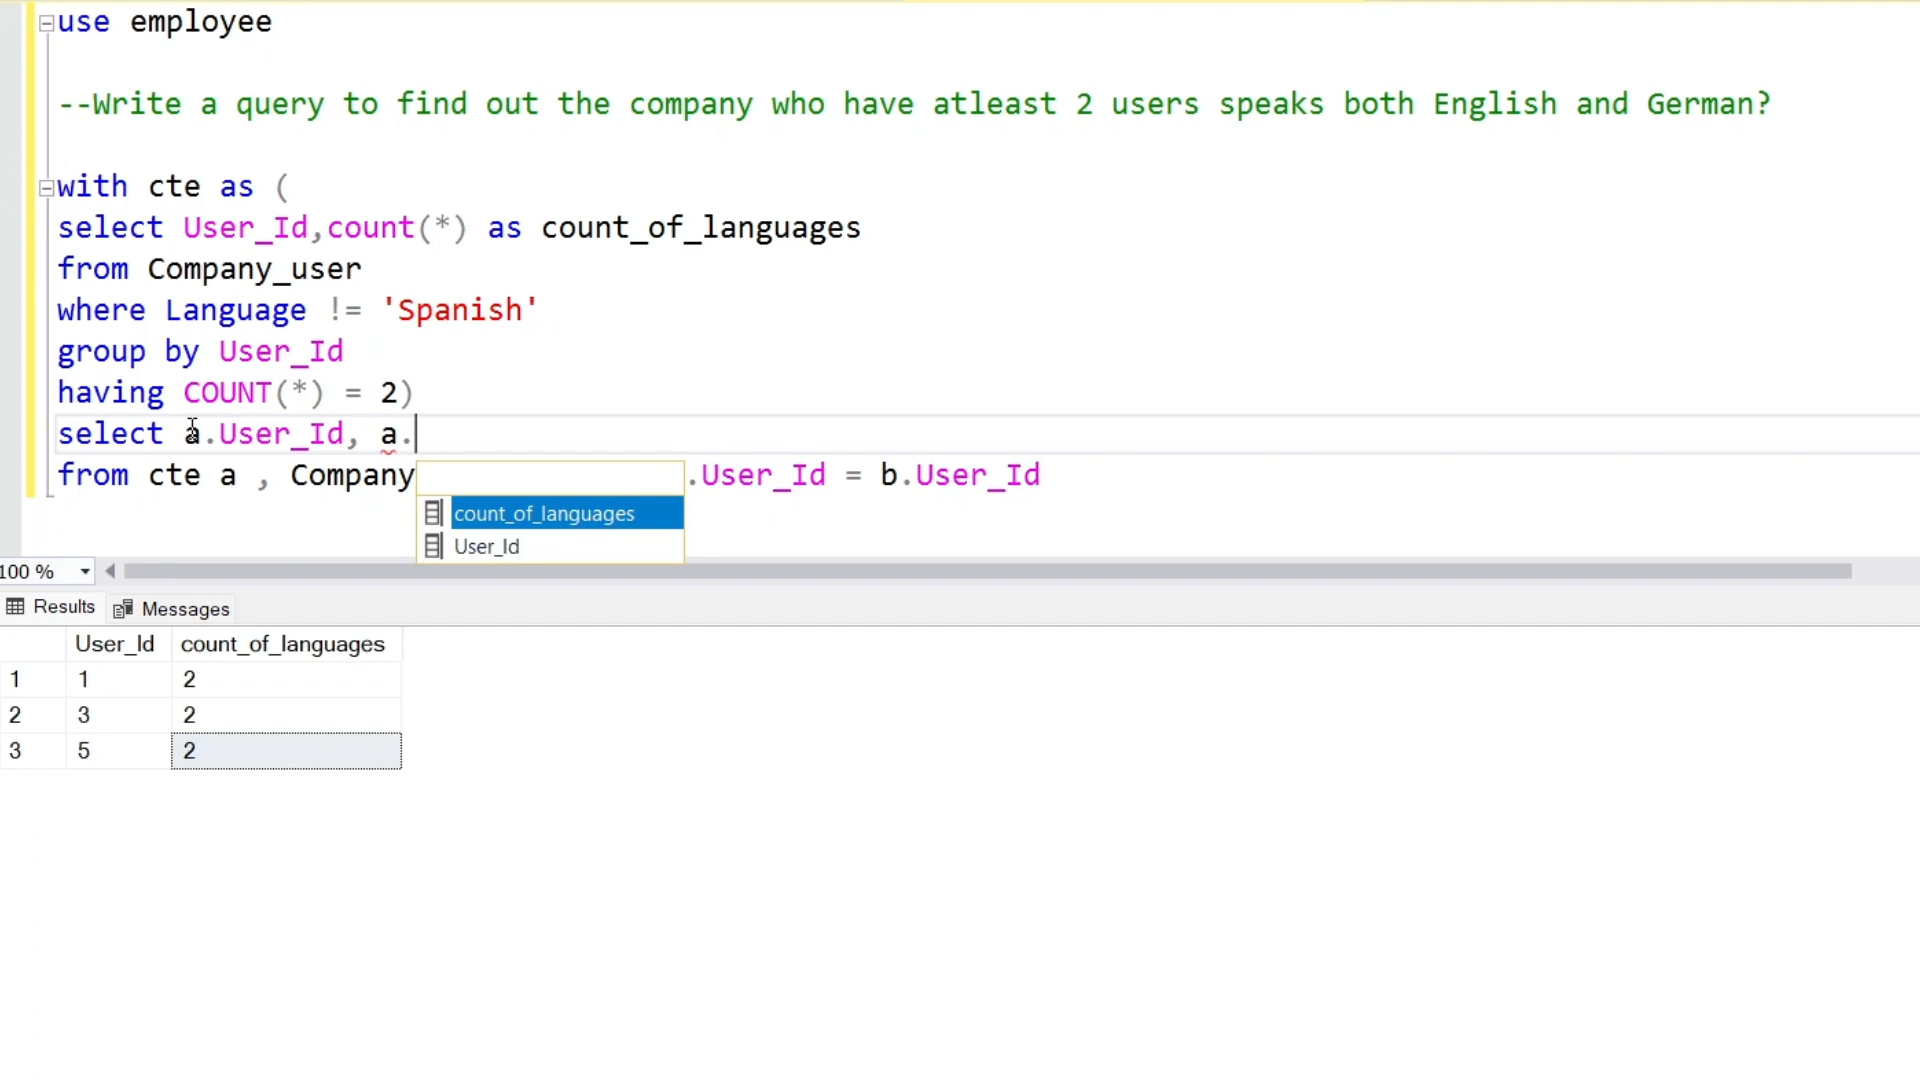 use employee
--Write a query to find out the company who have atleast 2 users speaks both English and German?
with cte as (
select User_Id,count(*) as count_of_languages
from Company_user
where Language != 'Spanish'
group by User_Id
having COUNT(*) = 2)
select a.User_Id, a.
from cte a , Company .User_Id = b.User_Id
count_of_languages
User_Id
100 %
Results Messages
User_Id count_of_languages
1 1 2
2 3 2
3 5 2